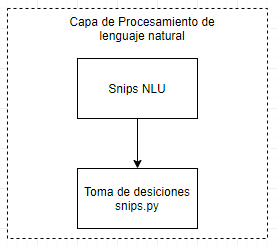 Capa de Procesamiento de
lenguaje natural
Snips NLU
Toma de desiciones
snips.py